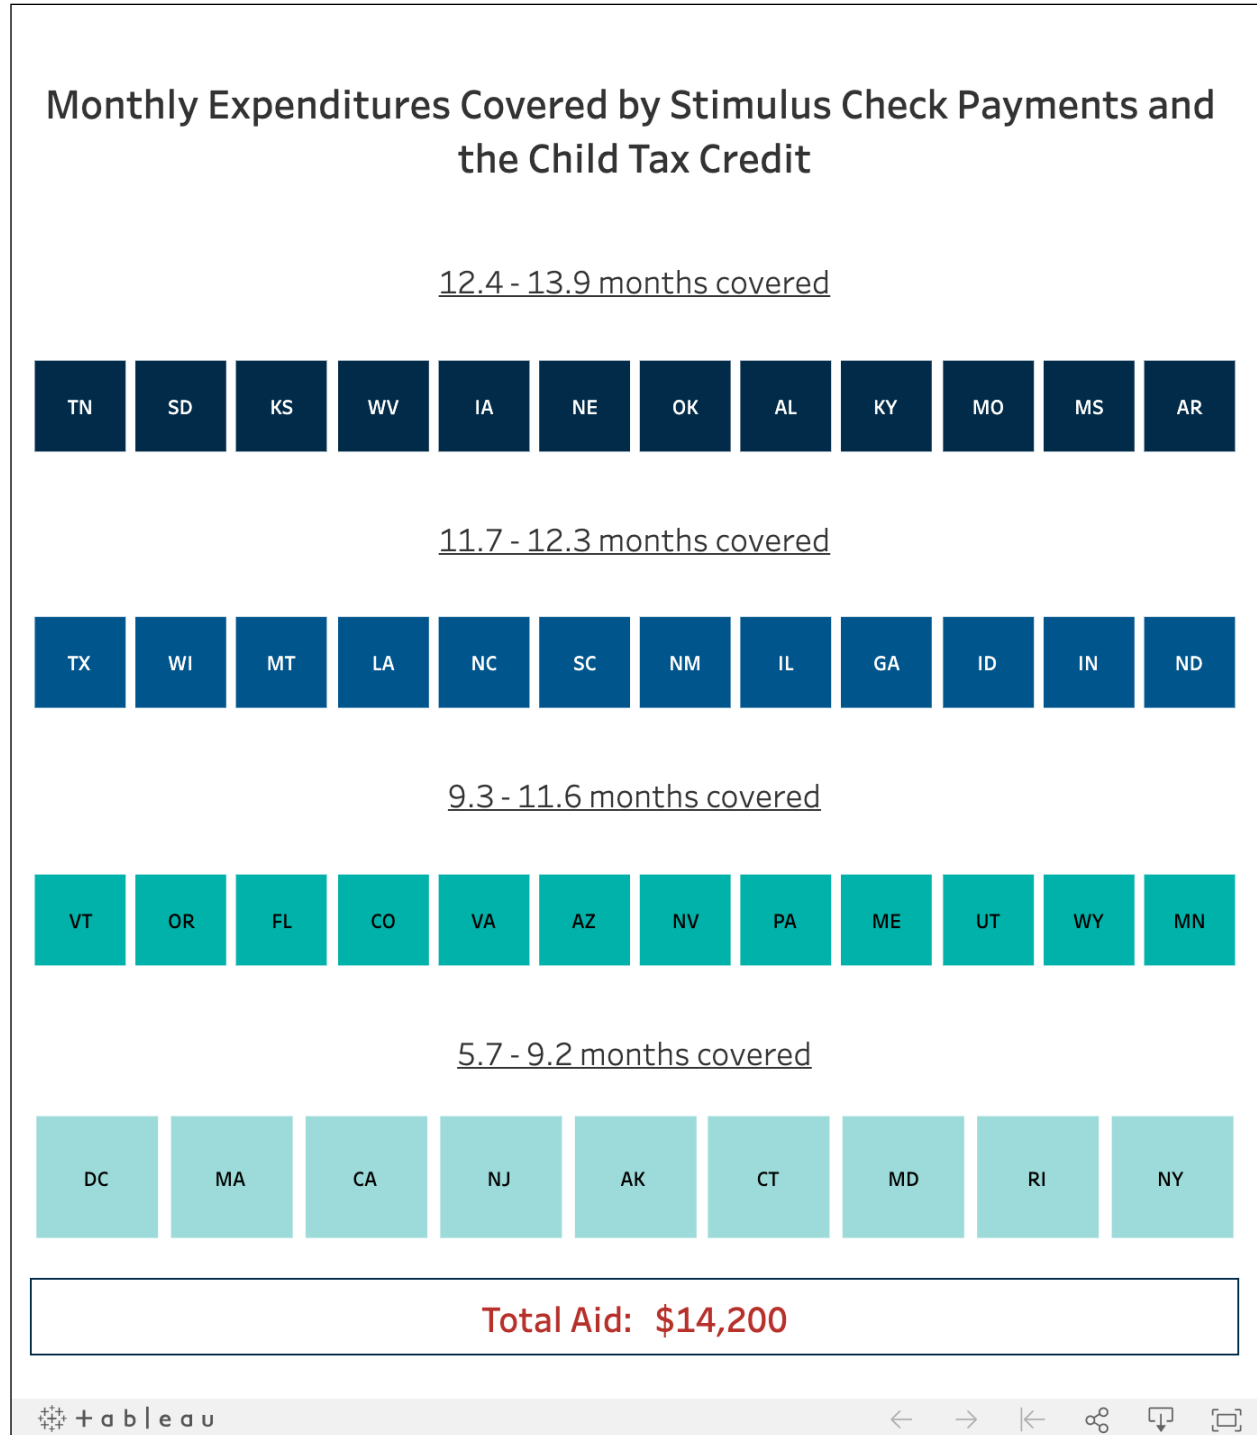 Monthly Expenditures Covered by Stimulus Check Payments and
the Child Tax Credit
12.4 - 13.9 months covered
TN SD KS WV IA NE OK AL KY MO MS AR
11.7 - 12.3 months covered
TX WI MT LA NC SC NM IL GA ID IN ND
9.3 - 11.6 months covered
VT OR FL CO VA AZ NV PA ME UT WY MN
5.7 - 9.2 months covered
DC MA CA NJ AK CT MD RI NY
Total Aid: $14,200
+ a b l e a u